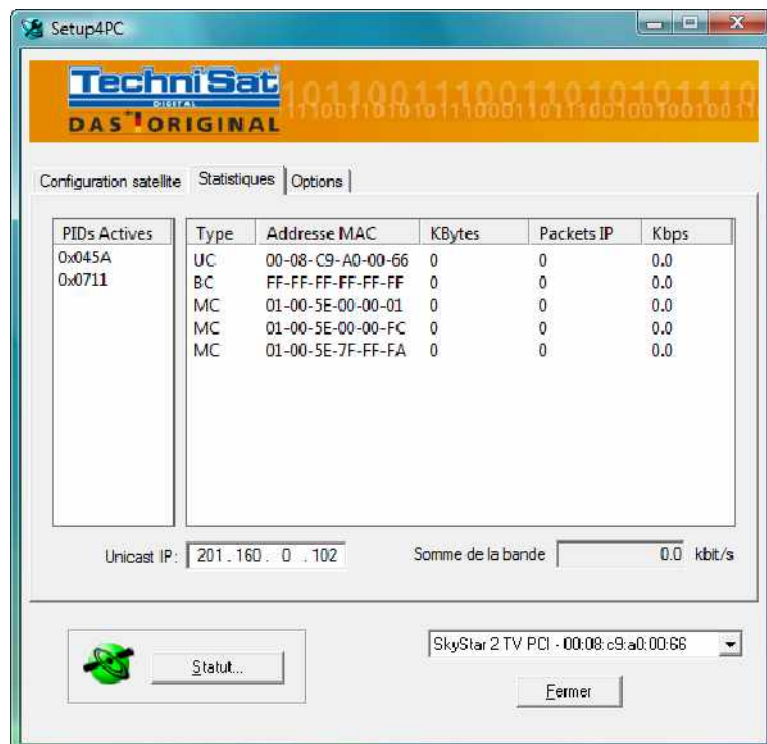 Setup4PC
TechniSat
DIGITAL
DAS ORIGINAL
Configuration satellite Statistiques Options
PIDs Actives Type Addresse MAC KBytes Packets IP Kbps
0x045A UC 00-08-C9-A0-00-66 0 0 0.0
0x0711 BC FF-FF-FF-FF-FF-FF 0 0 0.0
MC 01-00-5E-00-00-01 0 0 0.0
MC 01-00-5E-00-00-FC 0 0 0.0
MC 01-00-5E-7F-FF-FA 0 0 0.0
Unicast IP: 201 . 160 . 0 . 102 Somme de la bande 0.0 kbit/s
SkyStar 2 TV PCI - 00:08:c9:a0:00:66
Statut...
Fermer